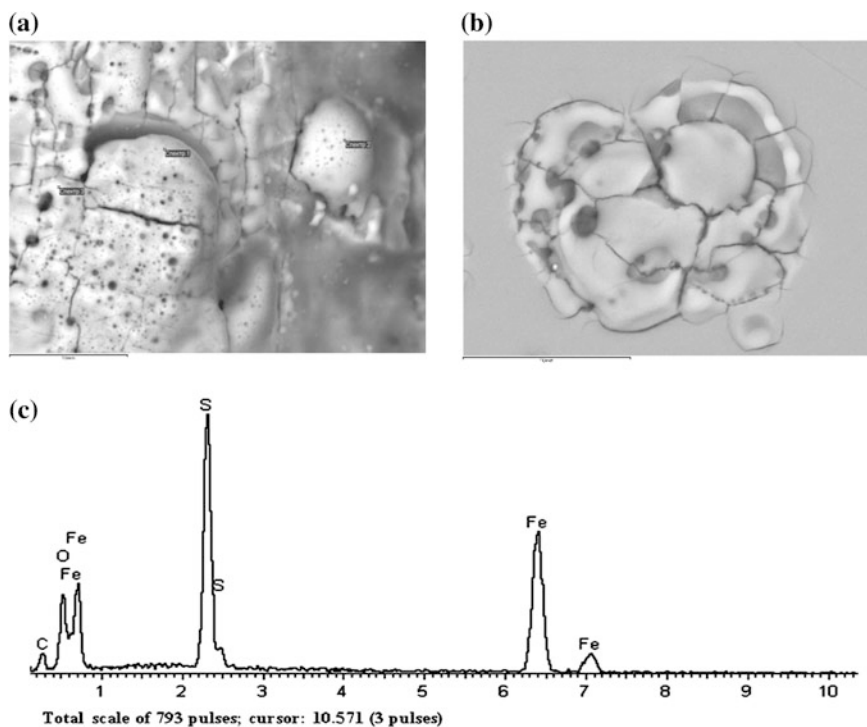 (a)
(b)
(c)
S
S
Fe
O
Fe
C
Fe
Fe
1 2 3 4 5 6 7 8 9 10
Total scale of 793 pulses; cursor: 10.571 (3 pulses)